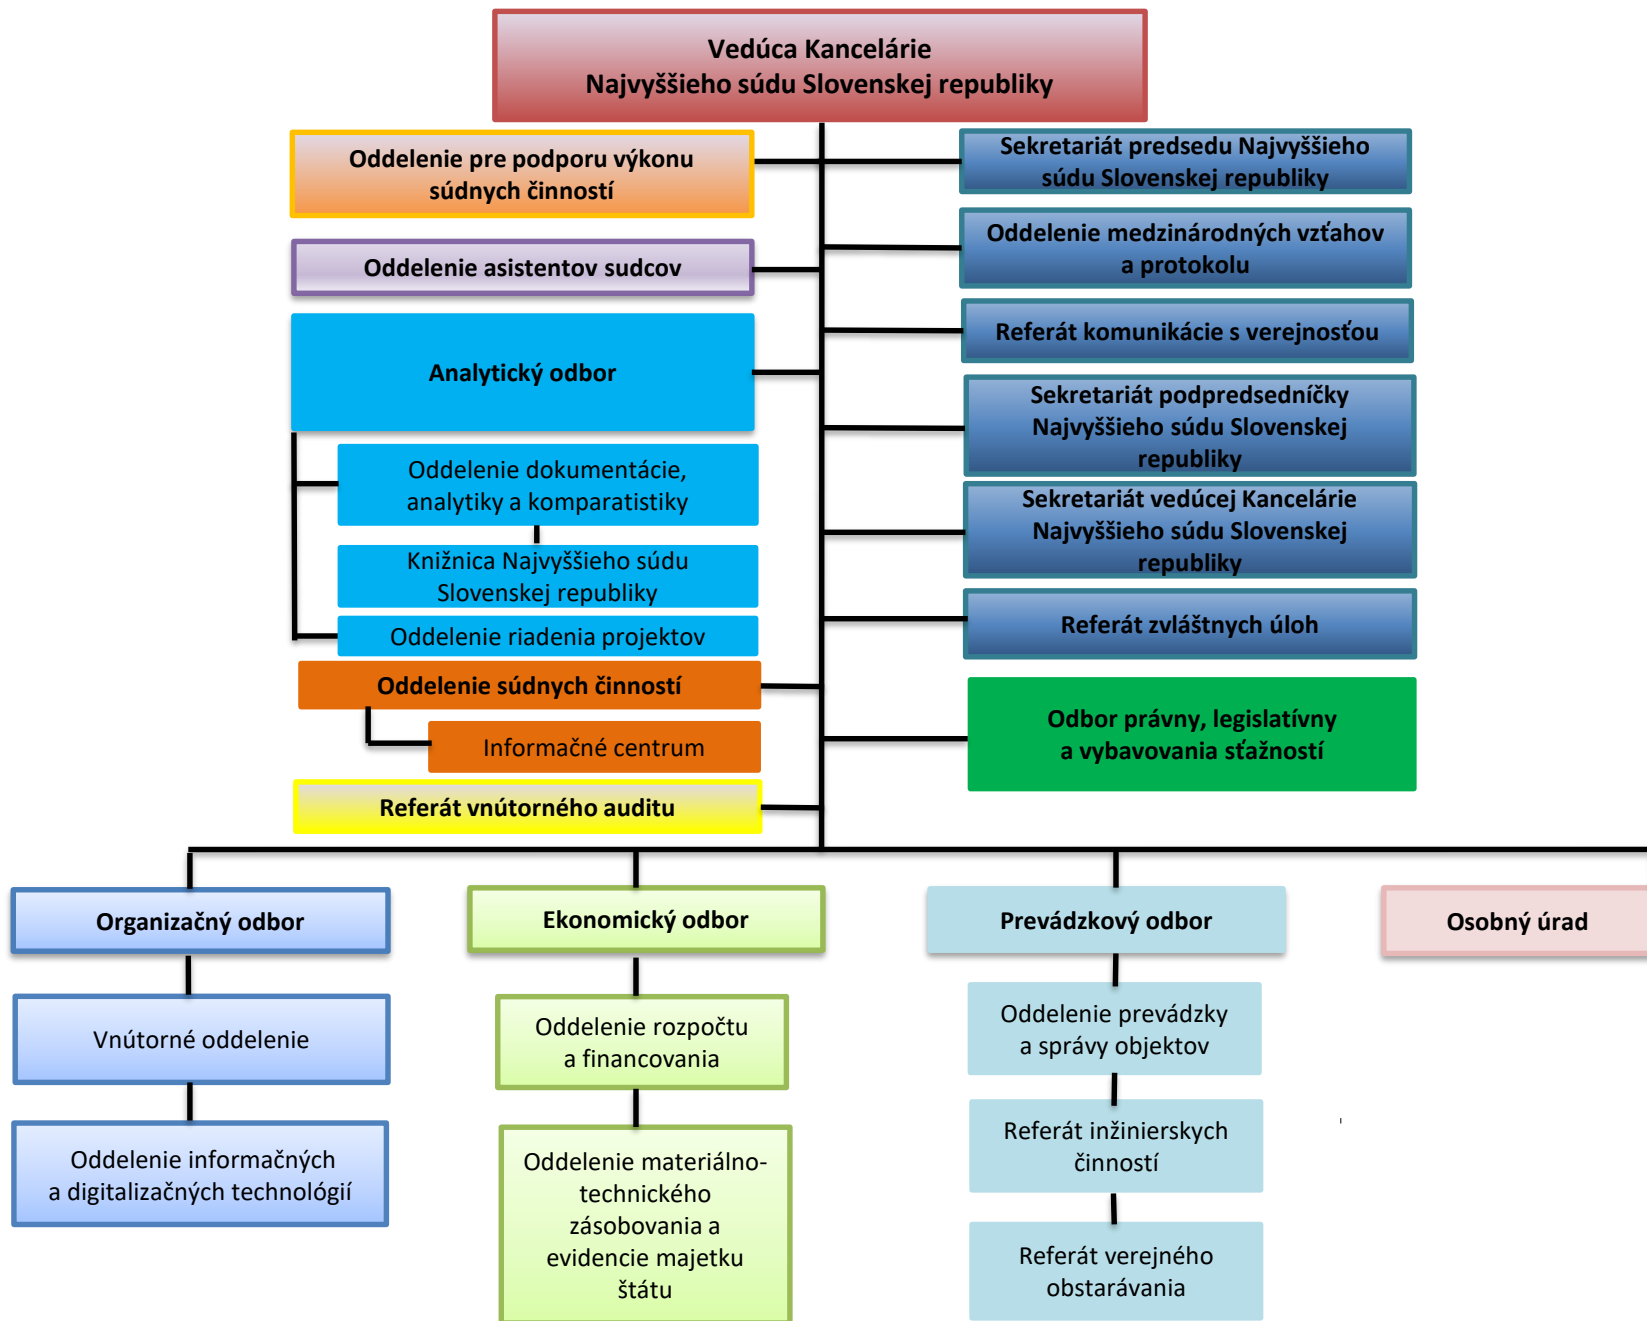 Vedúca Kancelárie
Najvyššieho súdu Slovenskej republiky
Oddelenie pre podporu výkonu
súdnych činností
Oddelenie asistentov sudcov
Analytický odbor
Oddelenie dokumentácie,
analytiky a komparatistiky
Knižnica Najvyššieho súdu
Slovenskej republiky
Oddelenie riadenia projektov
Oddelenie súdnych činností
Informačné centrum
Referát vnútorného auditu
Sekretariát predsedu Najvyššieho
súdu Slovenskej republiky
Oddelenie medzinárodných vzťahov
a protokolu
Referát komunikácie s verejnosťou
Sekretariát podpredsedníčky
Najvyššieho súdu Slovenskej
republiky
Sekretariát vedúcej Kancelárie
Najvyššieho súdu Slovenskej
republiky
Referát zvláštnych úloh
Odbor právny, legislatívny
a vybavovania sťažností
Organizačný odbor
Vnútorné oddelenie
Oddelenie informačných
a digitalizačných technológií
Ekonomický odbor
Oddelenie rozpočtu
a financovania
Oddelenie materiálno-
technického
zásobovania a
evidencie majetku
štátu
Prevádzkový odbor
Oddelenie prevádzky
a správy objektov
Referát inžinierskych
činností
Referát verejného
obstarávania
Osobný úrad